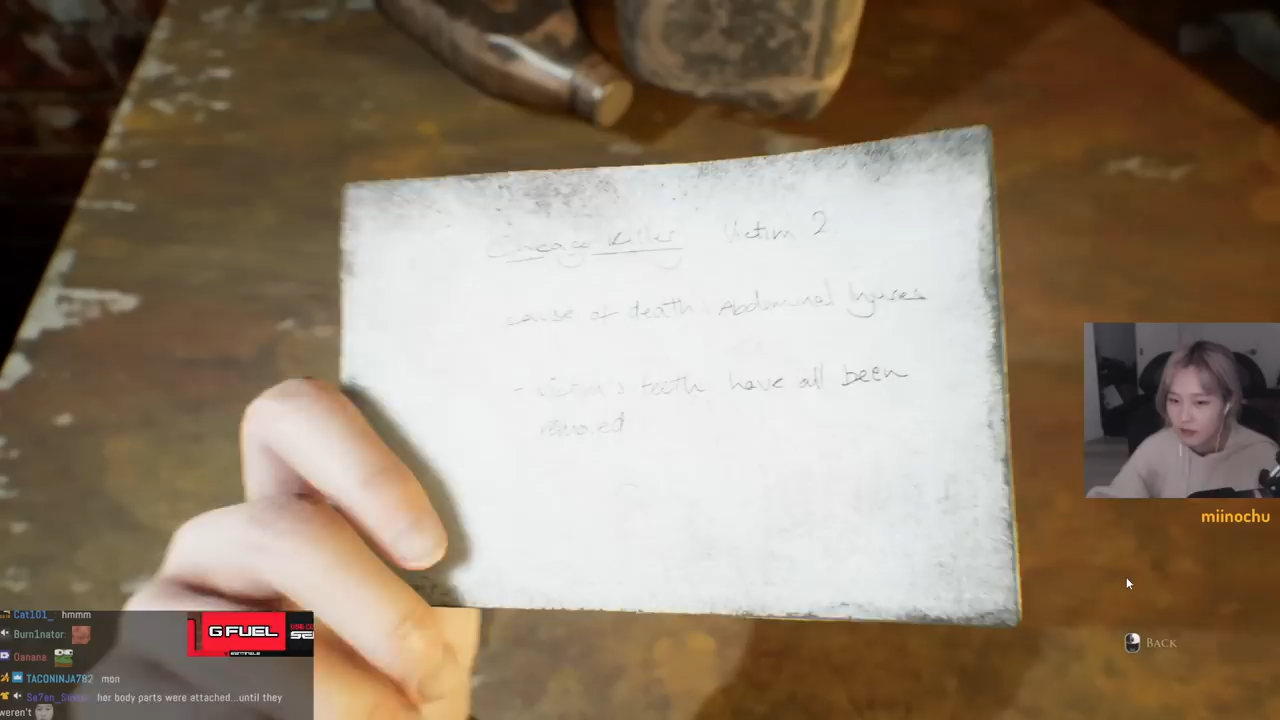 Chicago Killer Victim 2
cause of death: Abdominal Injuries
- victim's teeth have all been
removed
miinochu
BACK
Cat101_ hmmm
Burn1nator:
Oanana:
TACONINJA782 mon
her body parts were attached...until they
weren't
G FUEL